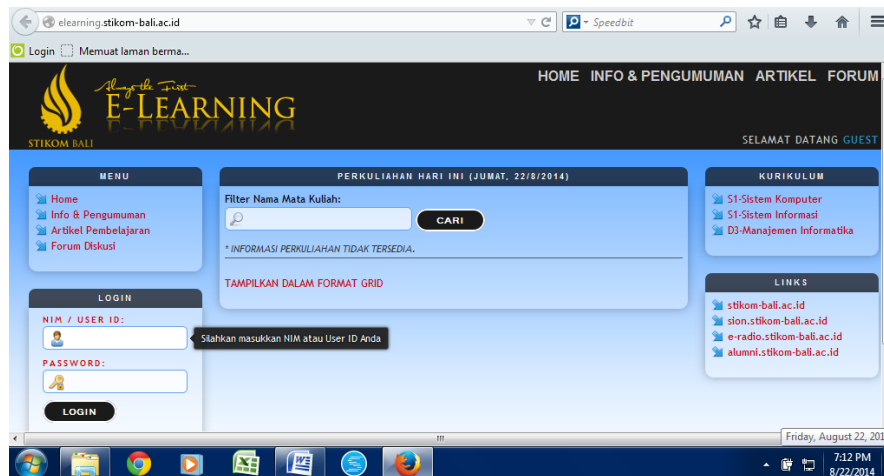 elearning.stikom-bali.ac.id
Speedbit
Login Memuat laman berma...
HOME INFO & PENGUMUMAN ARTIKEL FORUM
Always the First
E-LEARNING
STIKOM BALI
SELAMAT DATANG GUEST
MENU
Home
Info & Pengumuman
Artikel Pembelajaran
Forum Diskusi
LOGIN
NIM / USER ID:
Silahkan masukkan NIM atau User ID Anda
PASSWORD:
LOGIN
PERKULIAHAN HARI INI (JUMAT, 22/8/2014)
Filter Nama Mata Kuliah:
CARI
* INFORMASI PERKULIAHAN TIDAK TERSEDIA.
TAMPILKAN DALAM FORMAT GRID
KURIKULUM
S1-Sistem Komputer
S1-Sistem Informasi
D3-Manajemen Informatika
LINKS
stikom-bali.ac.id
sion.stikom-bali.ac.id
e-radio.stikom-bali.ac.id
alumni.stikom-bali.ac.id
Friday, August 22, 201
7:12 PM
8/22/2014